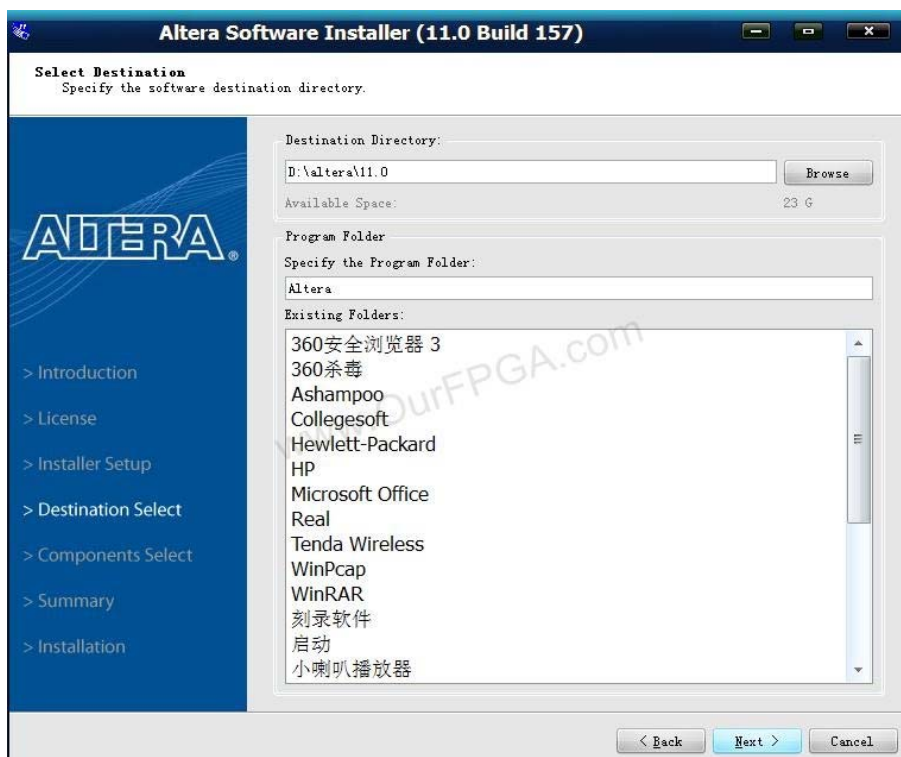 Altera Software Installer (11.0 Build 157)
Select Destination
Specify the software destination directory.
Destination Directory:
D:\altera\11.0
Browse
Available Space:
23 G
ALTERA®
Program Folder
Specify the Program Folder:
Altera
Existing Folders:
360安全浏览器 3
360杀毒
Ashampoo
Collegesoft
Hewlett-Packard
HP
Microsoft Office
Real
Tenda Wireless
WinPcap
WinRAR
刻录软件
启动
小喇叭播放器
www.OurFPGA.com
> Introduction
> License
> Installer Setup
> Destination Select
> Components Select
> Summary
> Installation
< Back
Next >
Cancel